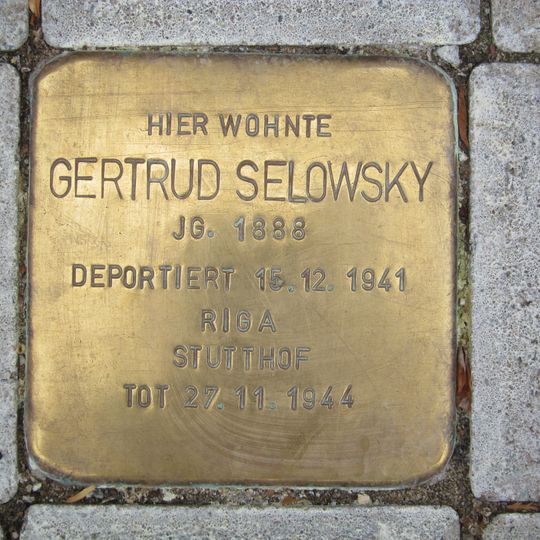 HIER WOHNTE
GERTRUD SELOWSKY
JG. 1888
DEPORTIERT 15.12.1941
RIGA
STUTTHOF
TOT 27.11.1944